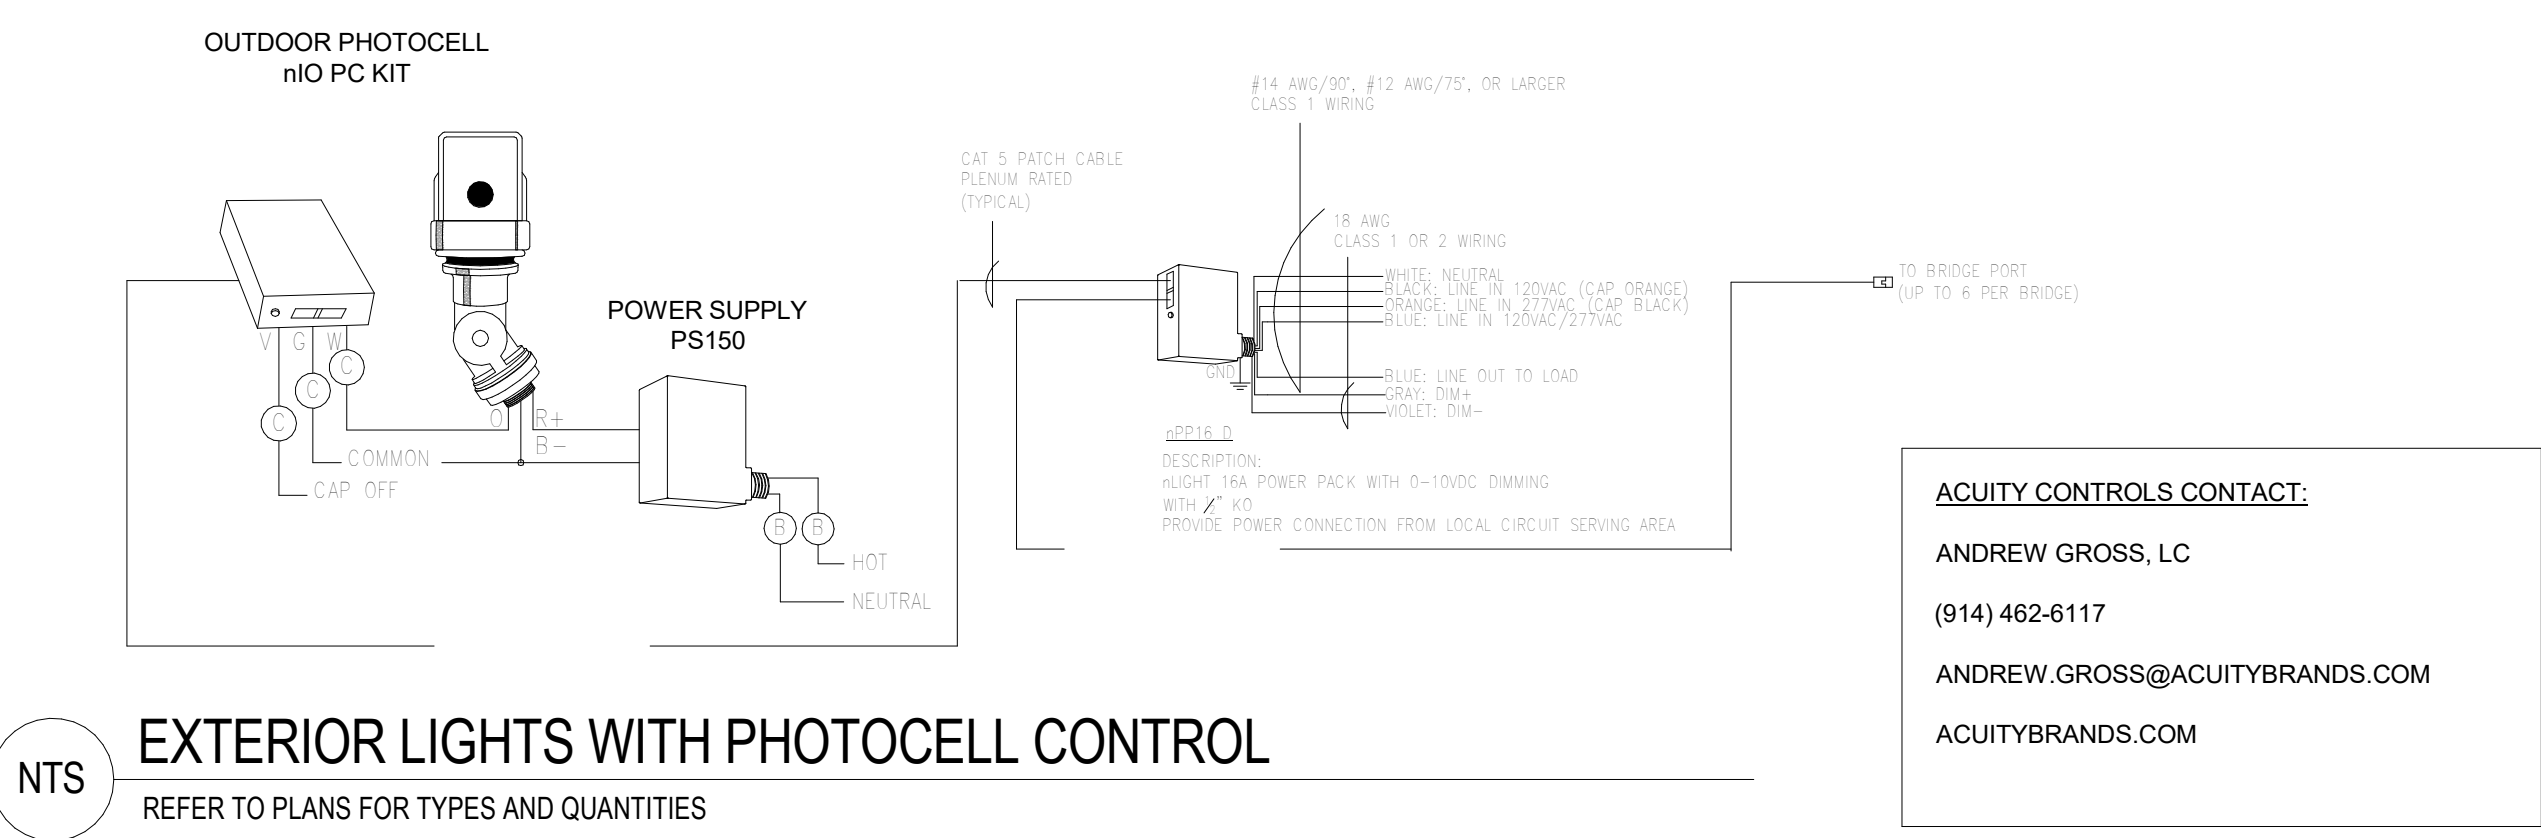 OUTDOOR PHOTOCELL
nIO PC KIT
#14 AWG/90°, #12 AWG/75°, OR LARGER
CLASS 1 WIRING
CAT 5 PATCH CABLE
PLENUM RATED
(TYPICAL)
18 AWG
CLASS 1 OR 2 WIRING
WHITE: NEUTRAL
BLACK: LINE IN 120VAC (CAP ORANGE)
ORANGE: LINE IN 277VAC (CAP BLACK)
BLUE: LINE IN 120VAC/277VAC
TO BRIDGE PORT
(UP TO 6 PER BRIDGE)
POWER SUPPLY
PS150
V G W
C
C
C
GND
BLUE: LINE OUT TO LOAD
GRAY: DIM+
VIOLET: DIM-
O R+
B-
COMMON
CAP OFF
nPP16 D
DESCRIPTION:
nLIGHT 16A POWER PACK WITH 0-10VDC DIMMING
WITH ½" KO
PROVIDE POWER CONNECTION FROM LOCAL CIRCUIT SERVING AREA
B B
HOT
NEUTRAL
ACUITY CONTROLS CONTACT:
ANDREW GROSS, LC
(914) 462-6117
ANDREW.GROSS@ACUITYBRANDS.COM
ACUITYBRANDS.COM
NTS
EXTERIOR LIGHTS WITH PHOTOCELL CONTROL
REFER TO PLANS FOR TYPES AND QUANTITIES